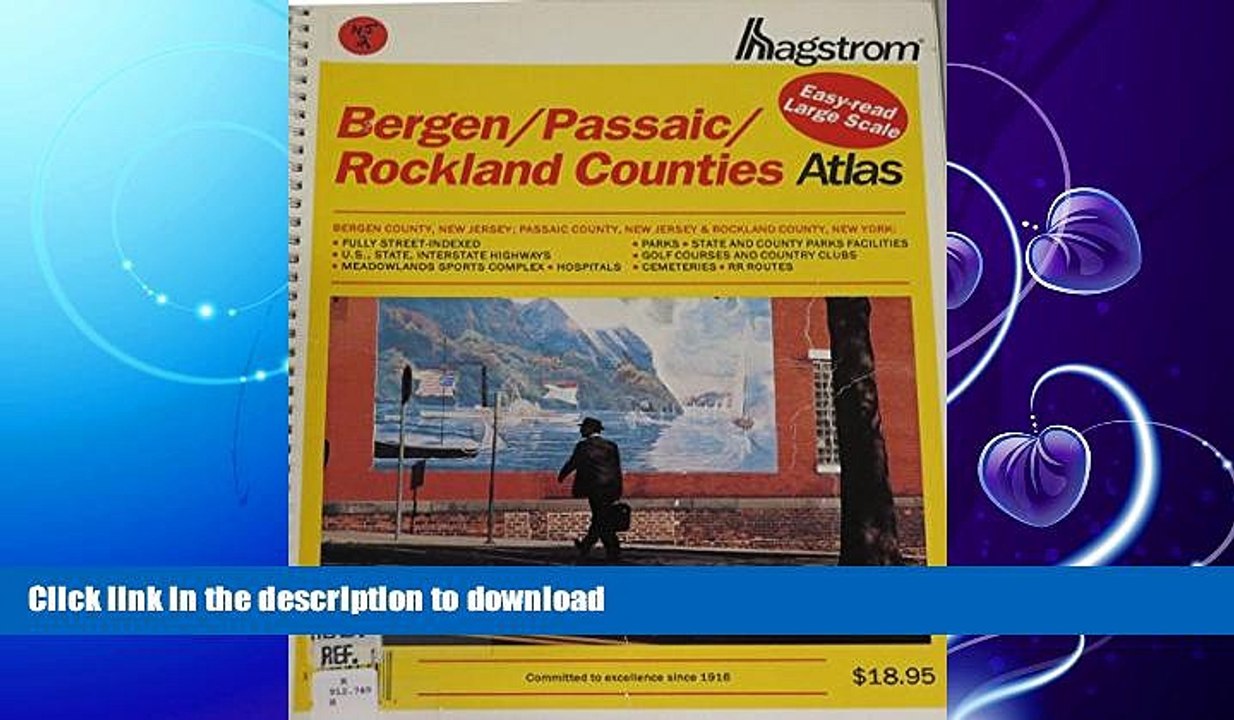 NJ
A
Hagstrom
Easy-read
Large Scale
Bergen/Passaic/
Rockland Counties Atlas
BERGEN COUNTY, NEW JERSEY; PASSAIC COUNTY, NEW JERSEY & ROCKLAND COUNTY, NEW YORK:
• FULLY STREET-INDEXED
• U.S., STATE, INTERSTATE HIGHWAYS
• MEADOWLANDS SPORTS COMPLEX • HOSPITALS
• PARKS • STATE AND COUNTY PARKS FACILITIES
• GOLF COURSES AND COUNTRY CLUBS
• CEMETERIES • RR ROUTES
Click link in the description to download
REF.
R
912.749
H
Committed to excellence since 1916
$18.95